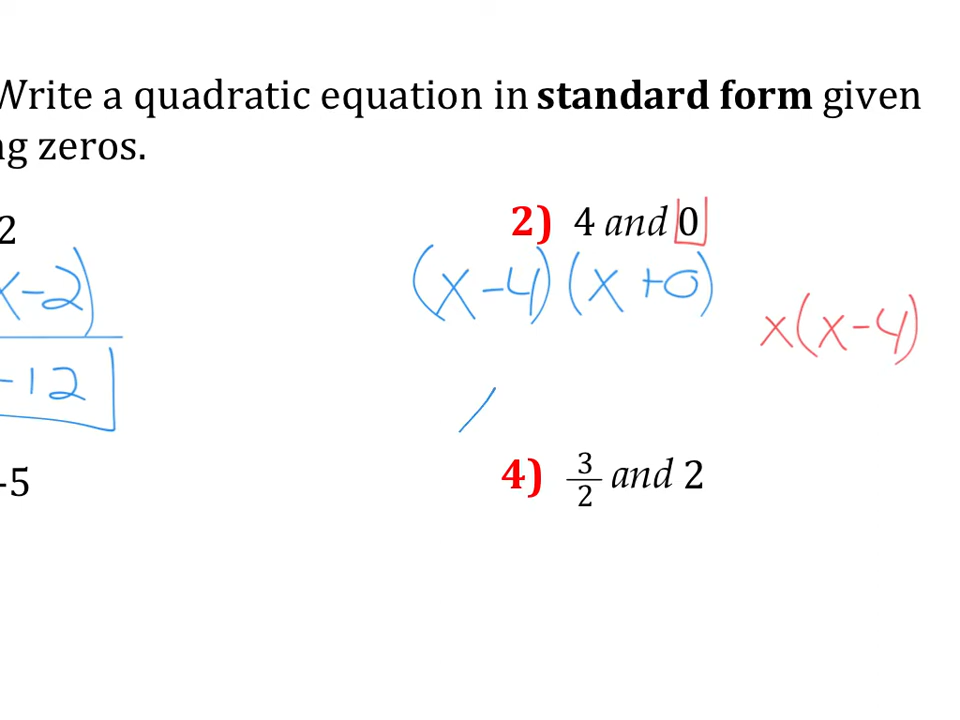 Write a quadratic equation in standard form given
ng zeros.
2
2) 4 and 0
x-2)
(x-4)(x+0)
x(x-4)
-12
-5
4) 3/2 and 2